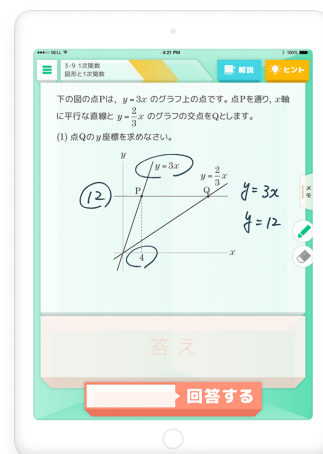 BELL 4:21 PM 100%
3-9 1次関数
図形と1次関数
解説
ヒント
下の図の点Pは，y=3x のグラフ上の点です。点Pを通り，x軸
に平行な直線と y=2/3x のグラフの交点をQとします。
(1) 点Qのy座標を求めなさい。
y
y=3x
y=2/3x
12
P
Q
y=3x
y=12
メモ
4
x
答え
回答する